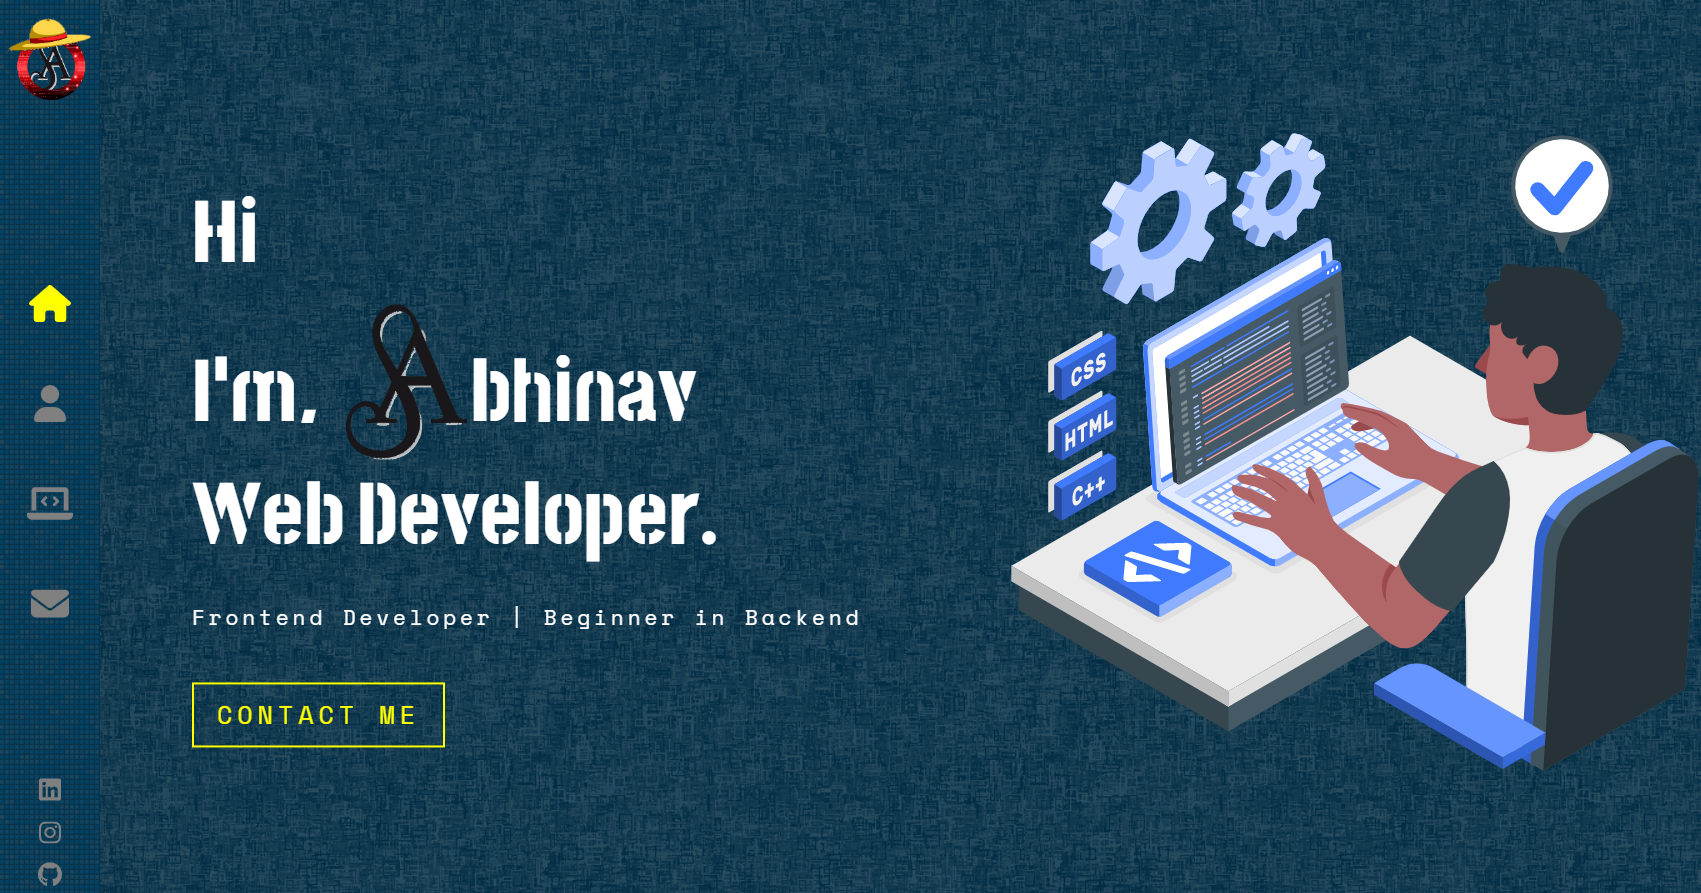 Hi
I'm, Abhinav
Web Developer.
Frontend Developer | Beginner in Backend
CONTACT ME
CSS
HTML
C++